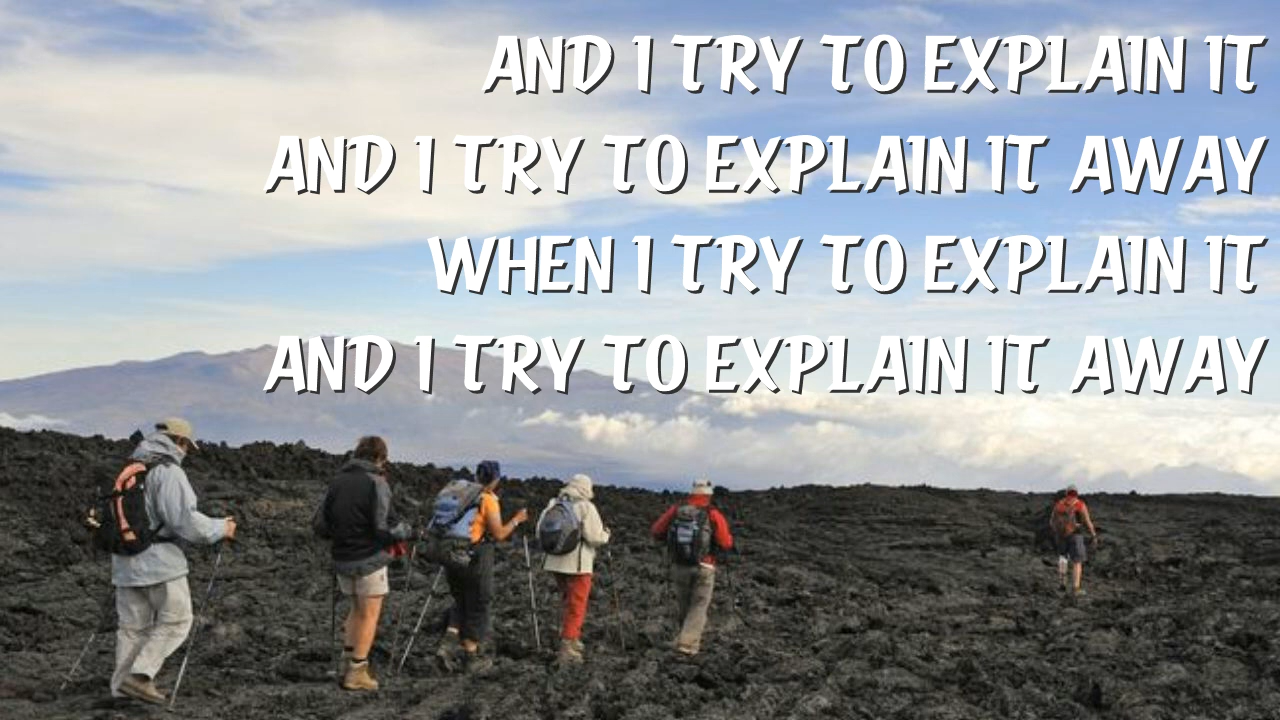 AND I TRY TO EXPLAIN IT
AND I TRY TO EXPLAIN IT AWAY
WHEN I TRY TO EXPLAIN IT
AND I TRY TO EXPLAIN IT AWAY